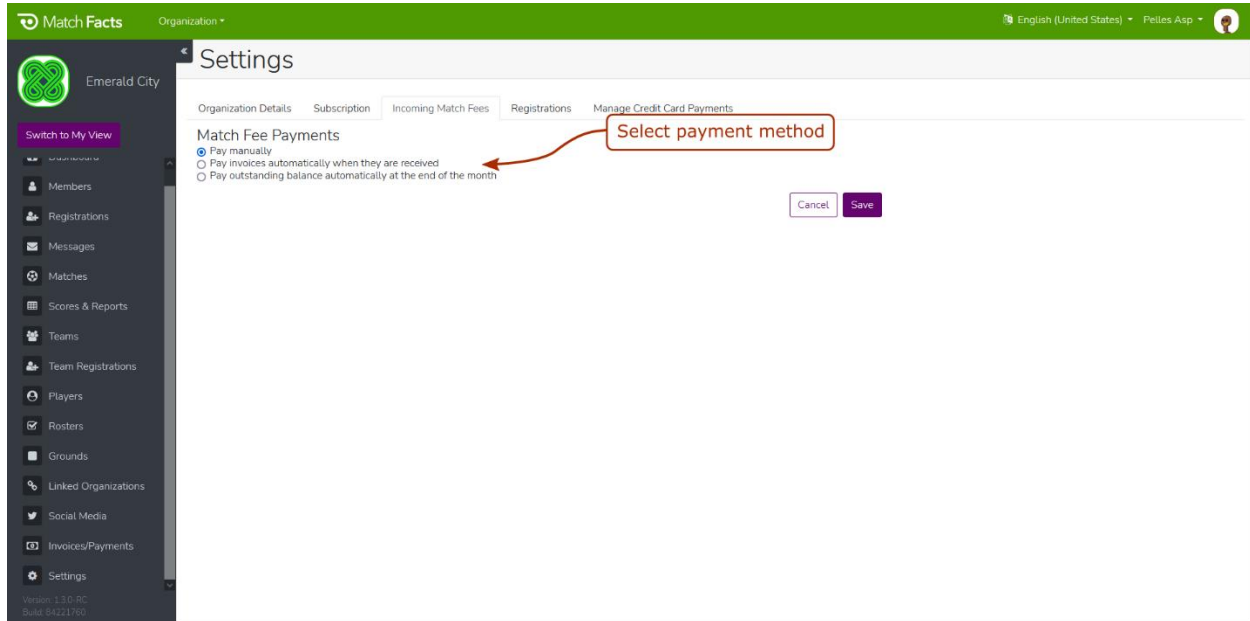 Match Facts
Organization
English (United States)
Pelles Asp
Emerald City
«
Settings
Organization Details
Subscription
Incoming Match Fees
Registrations
Manage Credit Card Payments
Switch to My View
Match Fee Payments
Select payment method
Pay manually
Pay invoices automatically when they are received
Pay outstanding balance automatically at the end of the month
Cancel
Save
Members
Registrations
Messages
Matches
Scores & Reports
Teams
Team Registrations
Players
Rosters
Grounds
Linked Organizations
Social Media
Invoices/Payments
Settings
Version: 1.3.0-RC
Build: 84221760